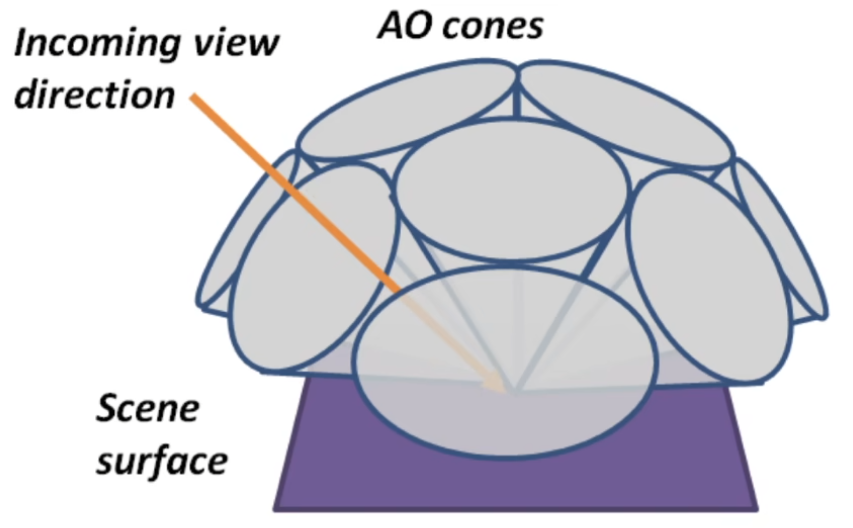 Incoming view
direction
AO cones
Scene
surface